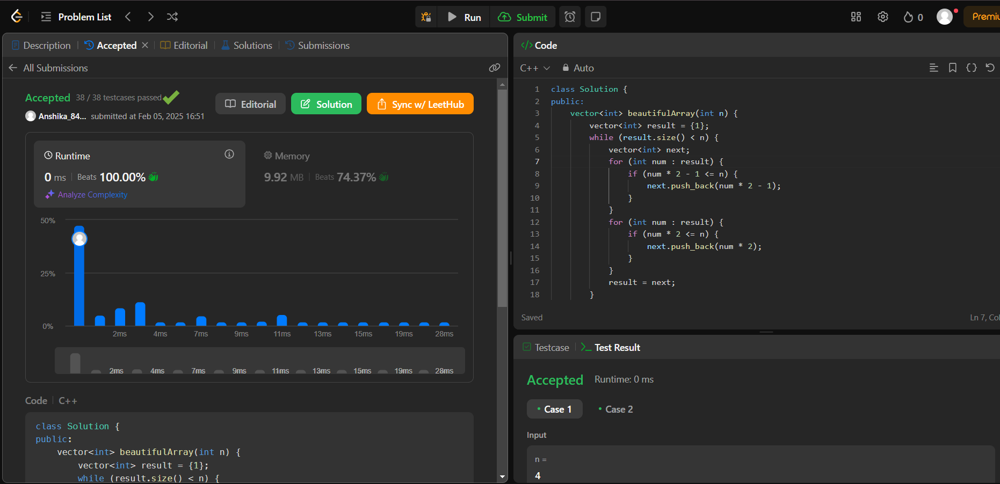 Problem List
Run
Submit
0
Premiu
Description
Accepted
Editorial
Solutions
Submissions
All Submissions
Accepted 38 / 38 testcases passed
Anshika_84... submitted at Feb 05, 2025 16:51
Editorial
Solution
Sync w/ LeetHub
Runtime
0 ms Beats 100.00%
Analyze Complexity
Memory
9.92 MB Beats 74.37%
50%
25%
0%
2ms 4ms 7ms 9ms 11ms 13ms 15ms 19ms 28ms
2ms 4ms 7ms 9ms 11ms 13ms 15ms 19ms 28ms
Code C++
class Solution {
public:
    vector<int> beautifulArray(int n) {
        vector<int> result = {1};
        while (result.size() < n) {
</> Code
C++ Auto
1 class Solution {
2 public:
3     vector<int> beautifulArray(int n) {
4         vector<int> result = {1};
5         while (result.size() < n) {
6             vector<int> next;
7             for (int num : result) {
8                 if (num * 2 - 1 <= n) {
9                     next.push_back(num * 2 - 1);
10                 }
11             }
12             for (int num : result) {
13                 if (num * 2 <= n) {
14                     next.push_back(num * 2);
15                 }
16             }
17             result = next;
18         }
Saved
Ln 7, Col
Testcase
Test Result
Accepted Runtime: 0 ms
Case 1
Case 2
Input
n =
4